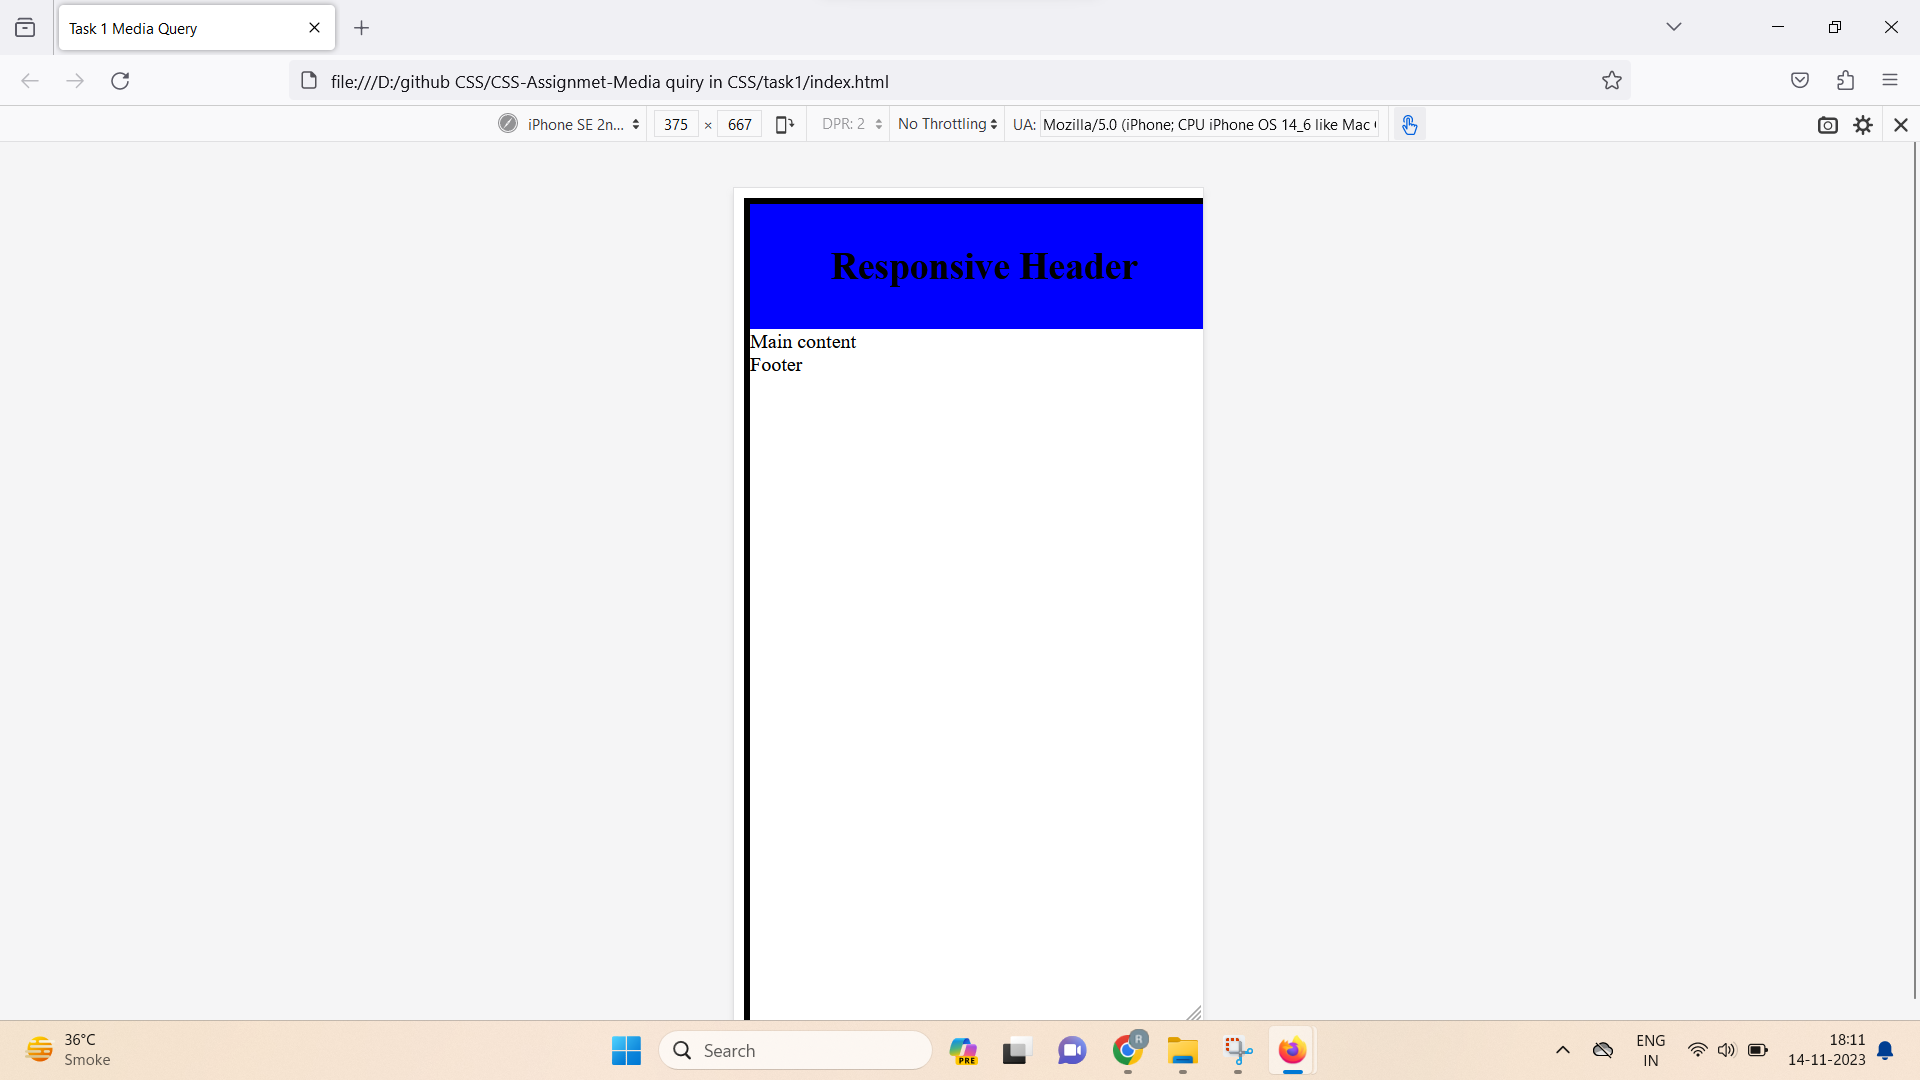 Task 1 Media Query
file:///D:/github CSS/CSS-Assignmet-Media quiry in CSS/task1/index.html
iPhone SE 2n... 375 × 667 DPR: 2 No Throttling UA: Mozilla/5.0 (iPhone; CPU iPhone OS 14_6 like Mac
Responsive Header
Main content
Footer
36°C
Smoke
Search
PRE
R
ENG
IN
18:11
14-11-2023